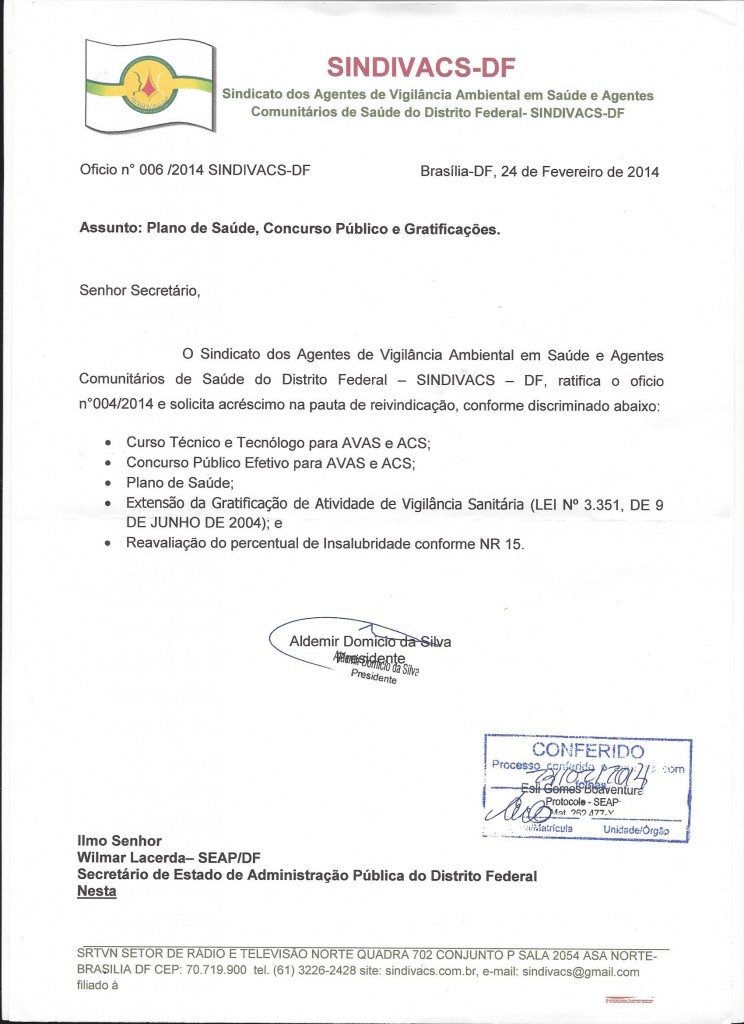 SINDIVACS-DF
Sindicato dos Agentes de Vigilância Ambiental em Saúde e Agentes
Comunitários de Saúde do Distrito Federal- SINDIVACS-DF
Oficio n° 006 /2014 SINDIVACS-DF Brasília-DF, 24 de Fevereiro de 2014
Assunto: Plano de Saúde, Concurso Público e Gratificações.
Senhor Secretário,
O Sindicato dos Agentes de Vigilância Ambiental em Saúde e Agentes
Comunitários de Saúde do Distrito Federal – SINDIVACS – DF, ratifica o oficio
n°004/2014 e solicita acréscimo na pauta de reivindicação, conforme discriminado abaixo:
• Curso Técnico e Tecnólogo para AVAS e ACS;
• Concurso Público Efetivo para AVAS e ACS;
• Plano de Saúde;
• Extensão da Gratificação de Atividade de Vigilância Sanitária (LEI Nº 3.351, DE 9
DE JUNHO DE 2004); e
• Reavaliação do percentual de Insalubridade conforme NR 15.
Aldemir Domicio da Silva
Presidente
Domicio da Silva
Presidente
CONFERIDO
Processo conferido com
folhas
Esli Gomes Boaventura
Protocole - SEAP
Mat. 262.477-X
/Matrícula Unidade/Órgão
Ilmo Senhor
Wilmar Lacerda– SEAP/DF
Secretário de Estado de Administração Pública do Distrito Federal
Nesta
SRTVN SETOR DE RÁDIO E TELEVISÃO NORTE QUADRA 702 CONJUNTO P SALA 2054 ASA NORTE-
BRASILIA DF CEP: 70.719.900 tel. (61) 3226-2428 site: sindivacs.com.br, e-mail: sindivacs@gmail.com
filiado à